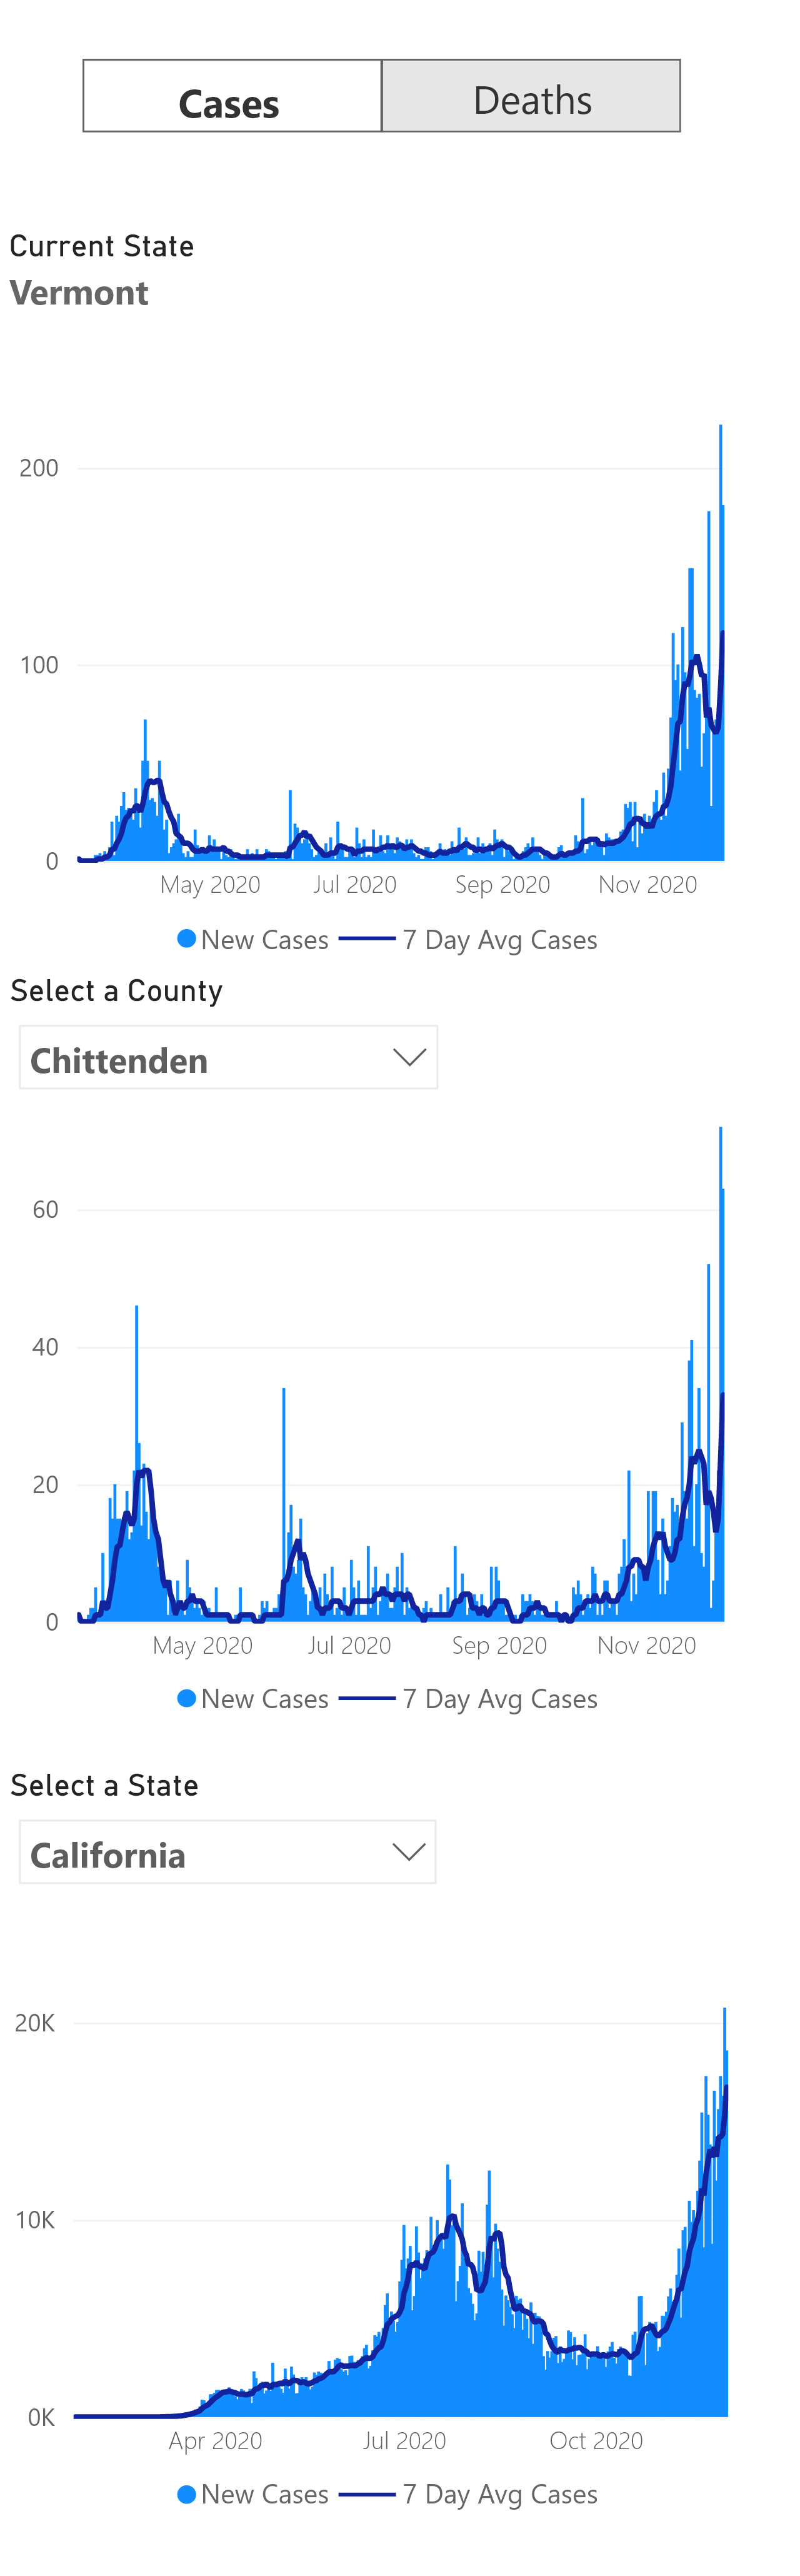 Cases Deaths
Current State
Vermont
200
100
0
May 2020 Jul 2020 Sep 2020 Nov 2020
New Cases 7 Day Avg Cases
Select a County
Chittenden
60
40
20
0
May 2020 Jul 2020 Sep 2020 Nov 2020
New Cases 7 Day Avg Cases
Select a State
California
20K
10K
0K
Apr 2020 Jul 2020 Oct 2020
New Cases 7 Day Avg Cases